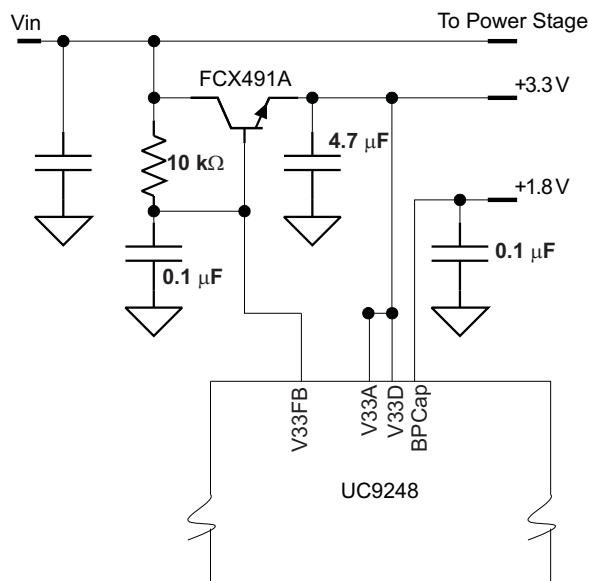 Vin
To Power Stage
FCX491A
+3.3 V
4.7 μF
10 kΩ
+1.8 V
0.1 μF
0.1 μF
V33FB
V33A
V33D
BPCap
UC9248